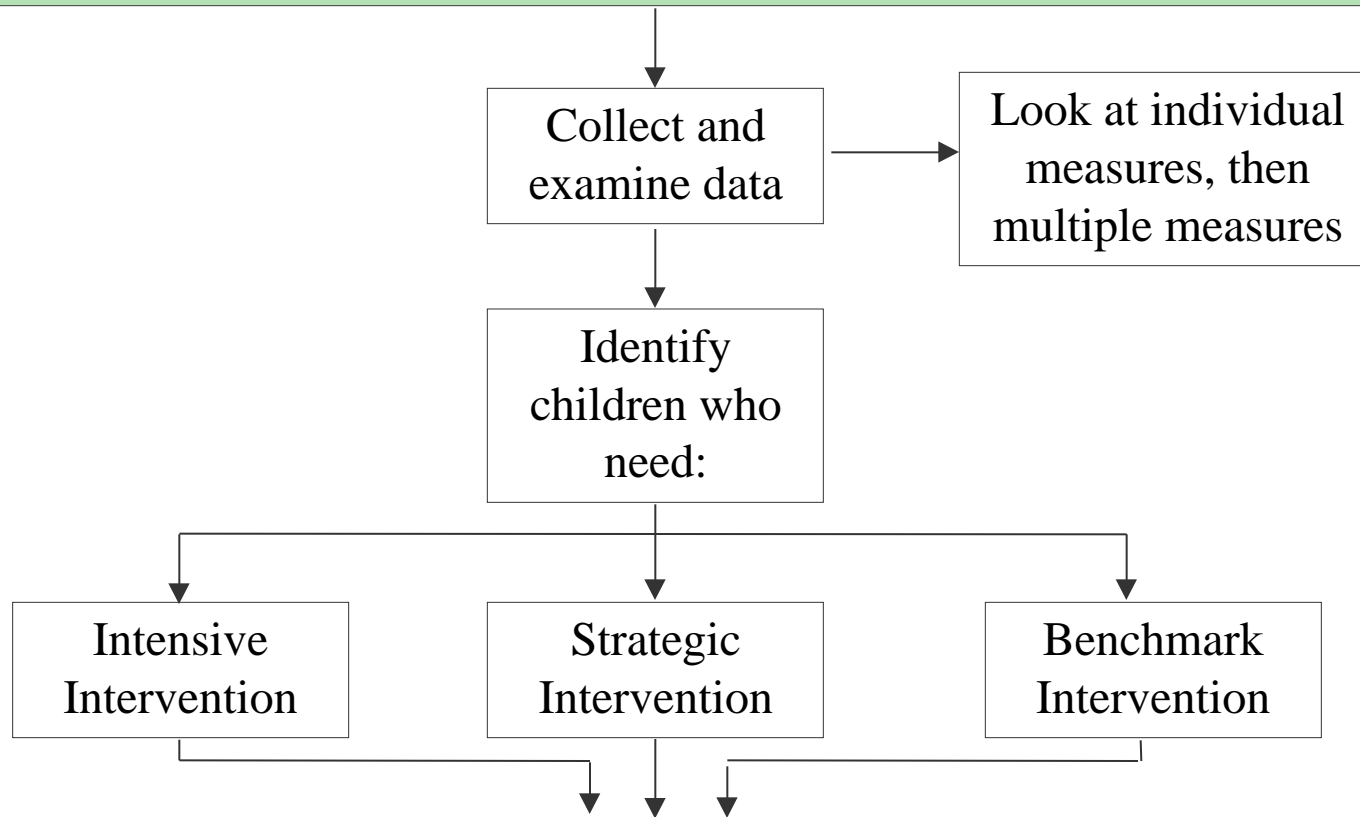 Collect and
examine data
Look at individual
measures, then
multiple measures
Identify
children who
need:
Intensive
Intervention
Strategic
Intervention
Benchmark
Intervention